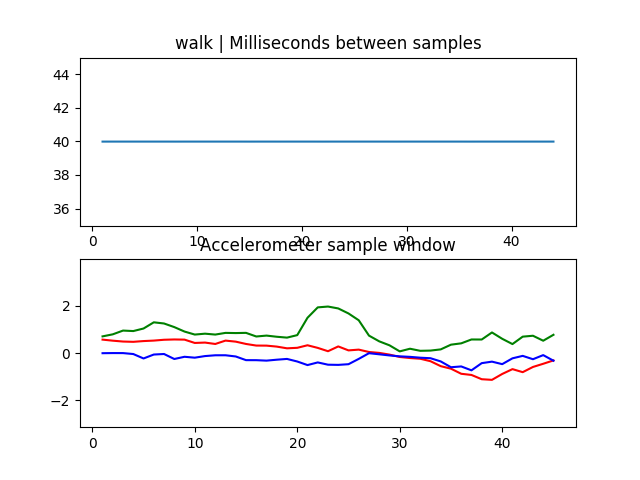 walk | Milliseconds between samples
44
42
40
38
36
0 10 20 30 40
Accelerometer sample window
2
0
−2
0 10 20 30 40